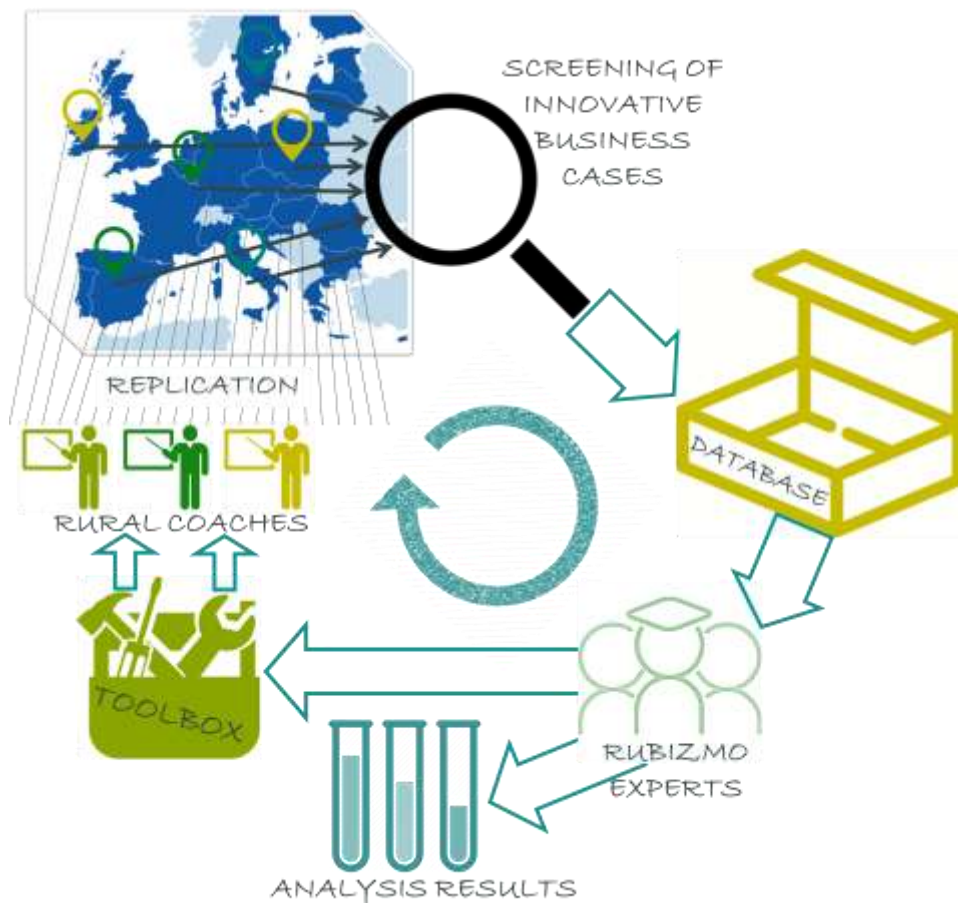 SCREENING OF
INNOVATIVE
BUSINESS
CASES
REPLICATION
DATABASE
RURAL COACHES
TOOLBOX
RUBIZMO
EXPERTS
ANALYSIS RESULTS